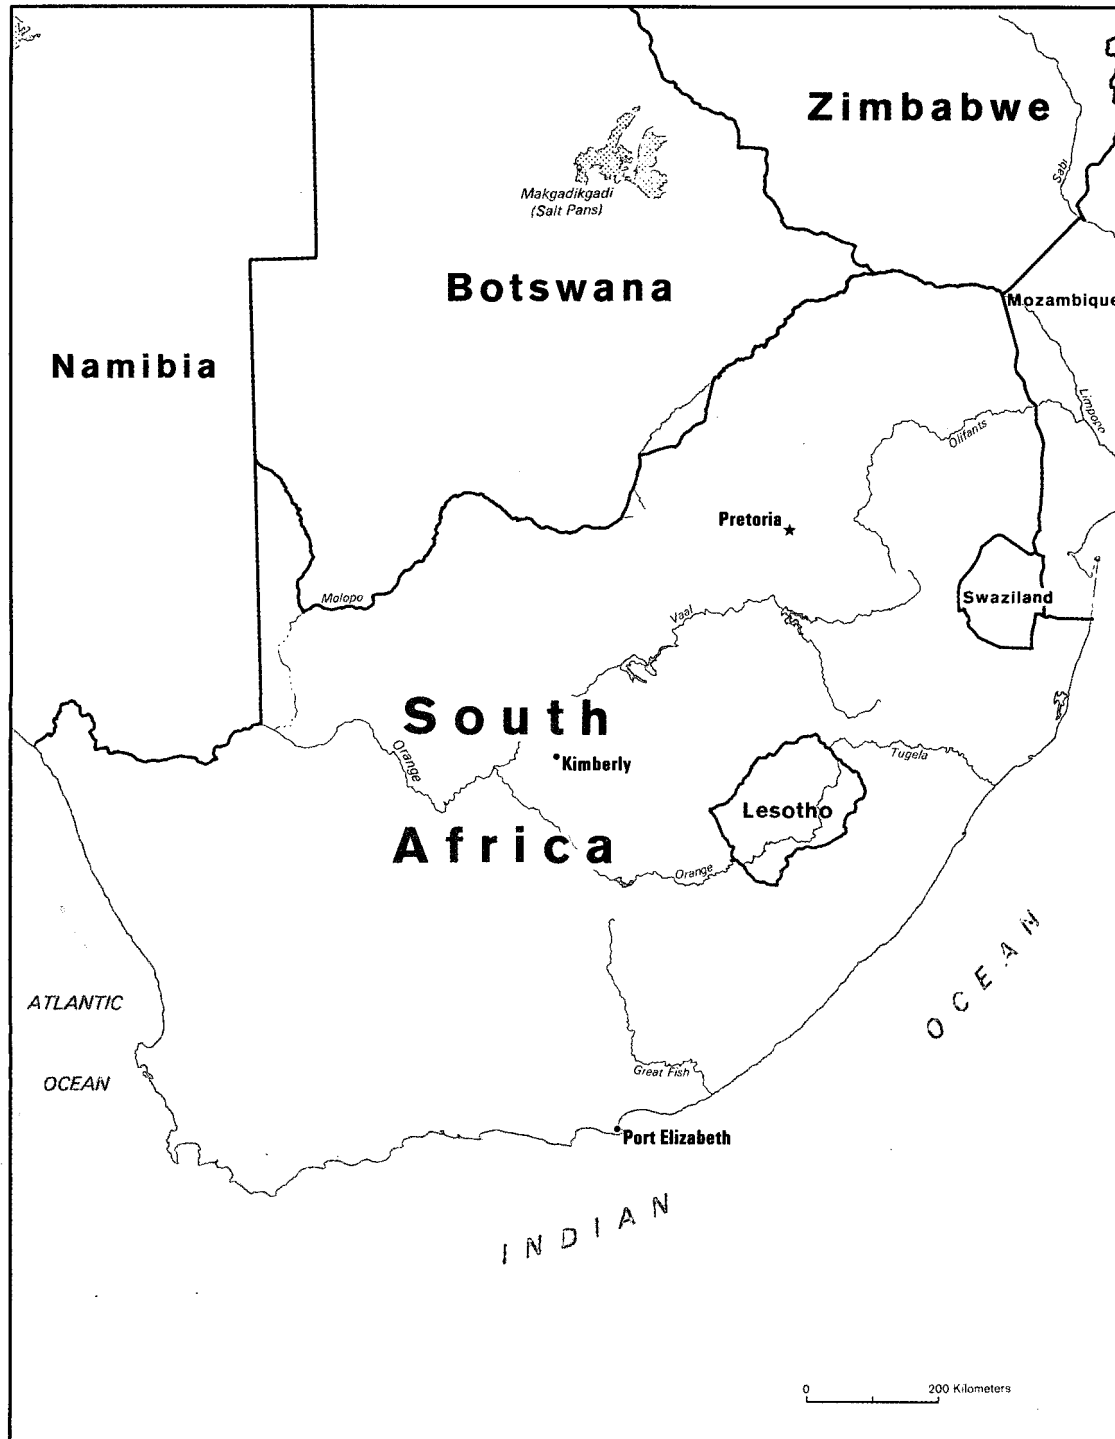 Zimbabwe
Sabi
Makgadikgadi
(Salt Pans)
Botswana
Mozambique
Namibia
Limpopo
Olifants
Pretoria
Swaziland
Molopo
Vaal
South
Orange
Kimberly
Tugela
Lesotho
Africa
Orange
OCEAN
ATLANTIC
OCEAN
Great Fish
Port Elizabeth
INDIAN
0 200 Kilometers